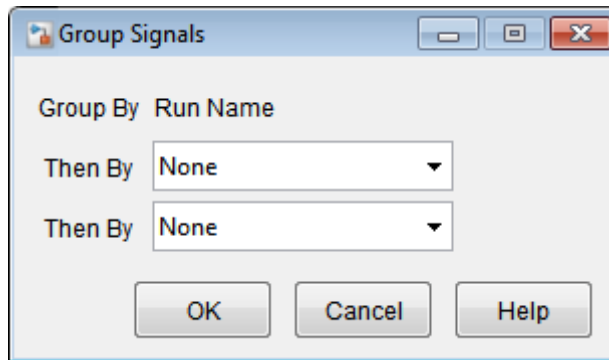 Group Signals
Group By Run Name
Then By None
Then By None
OK Cancel Help